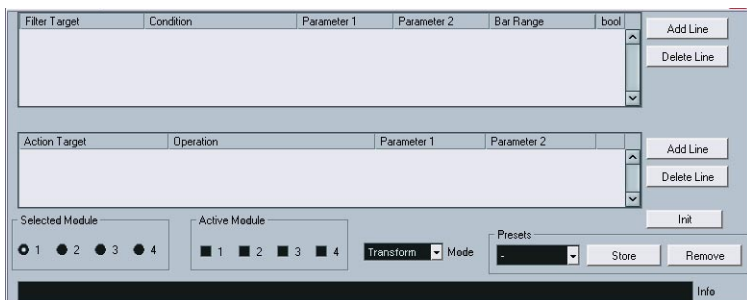 Filter Target Condition Parameter 1 Parameter 2 Bar Range bool
Add Line
Delete Line
Action Target Operation Parameter 1 Parameter 2
Add Line
Delete Line
Init
Selected Module
1 2 3 4
Active Module
1 2 3 4
Transform Mode
Presets
-
Store Remove
Info